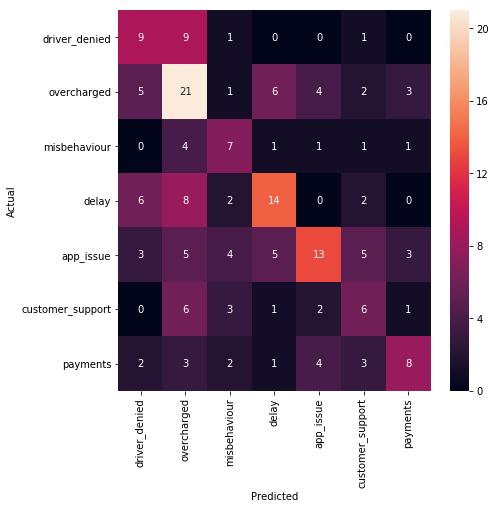 driver_denied 9 9 1 0 0 1 0
overcharged 5 21 1 6 4 2 3
misbehaviour 0 4 7 1 1 1 1
delay 6 8 2 14 0 2 0
app_issue 3 5 4 5 13 5 3
customer_support 0 6 3 1 2 6 1
payments 2 3 2 1 4 3 8
Actual
driver_denied
overcharged
misbehaviour
delay
app_issue
customer_support
payments
Predicted
20
16
12
8
4
0